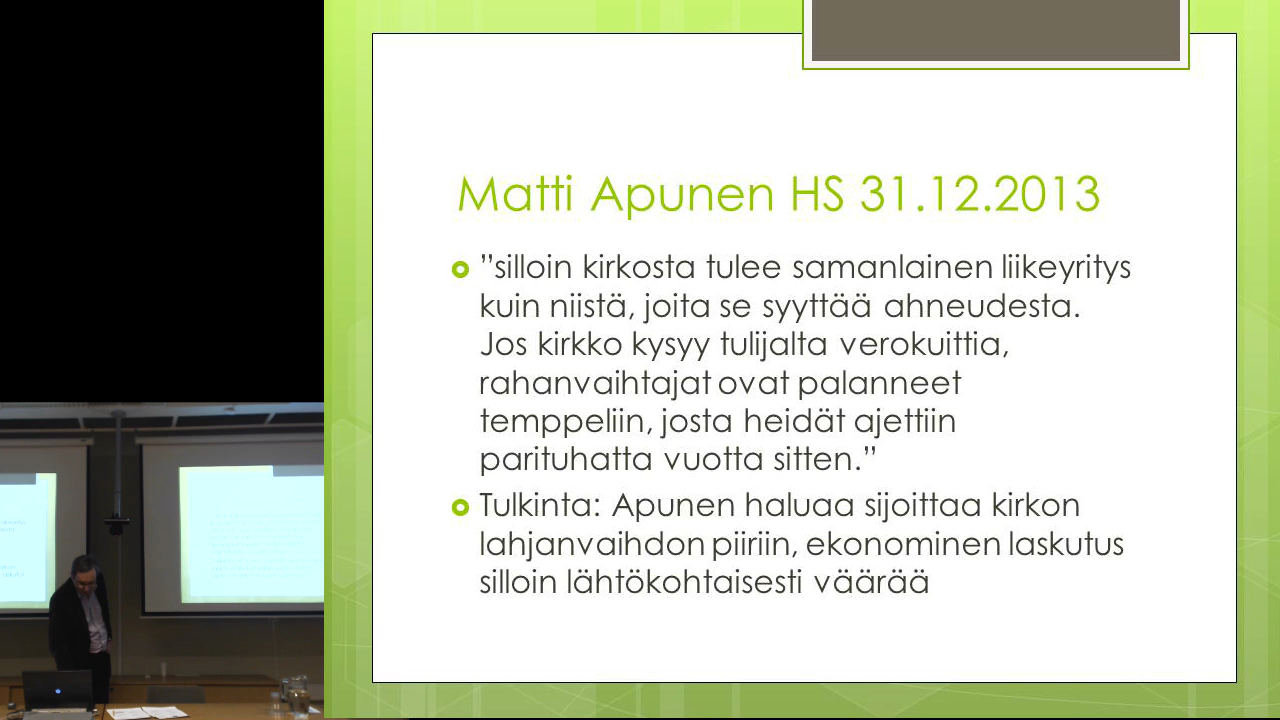 Matti Apunen HS 31.12.2013
”silloin kirkosta tulee samanlainen liikeyritys
kuin niistä, joita se syyttää ahneudesta.
Jos kirkko kysyy tulijalta verokuittia,
rahanvaihtajat ovat palanneet
temppeliin, josta heidät ajettiin
parituhatta vuotta sitten.”
Tulkinta: Apunen haluaa sijoittaa kirkon
lahjanvaihdon piiriin, ekonominen laskutus
silloin lähtökohtaisesti väärää